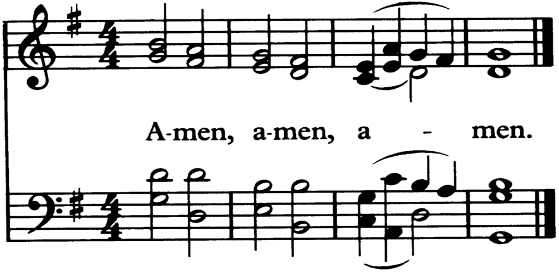 A-men, a-men, a - men.